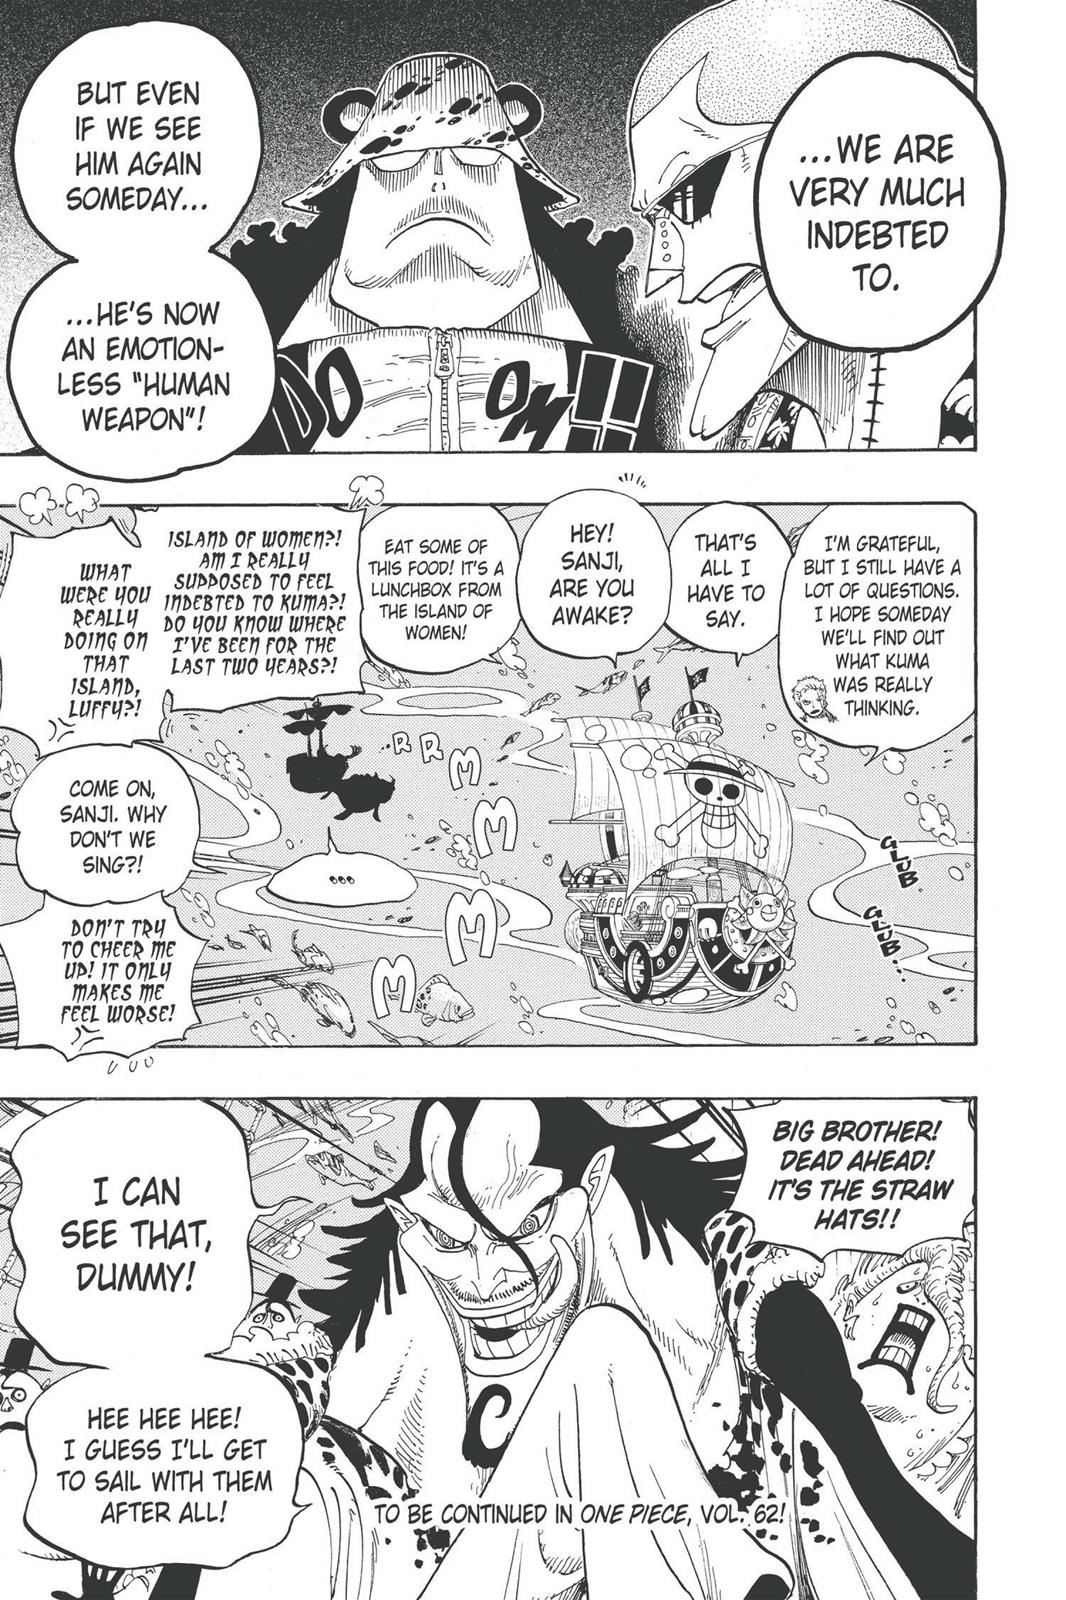 ...WE ARE
VERY MUCH
INDEBTED
TO.
BUT EVEN
IF WE SEE
HIM AGAIN
SOMEDAY...
...HE'S NOW
AN EMOTION-
LESS "HUMAN
WEAPON"!
DOOM!!
I'M GRATEFUL,
BUT I STILL HAVE A
LOT OF QUESTIONS.
I HOPE SOMEDAY
WE'LL FIND OUT
WHAT KUMA
WAS REALLY
THINKING.
THAT'S
ALL I
HAVE TO
SAY.
HEY!
SANJI,
ARE YOU
AWAKE?
EAT SOME OF
THIS FOOD! IT'S A
LUNCHBOX FROM
THE ISLAND OF
WOMEN!
ISLAND OF WOMEN?!
AM I REALLY
SUPPOSED TO FEEL
INDEBTED TO KUMA?!
DO YOU KNOW WHERE
I'VE BEEN FOR THE
LAST TWO YEARS?!
WHAT
WERE YOU
REALLY
DOING ON
THAT
ISLAND,
LUFFY?!
COME ON,
SANJI. WHY
DON'T WE
SING?!
DON'T TRY
TO CHEER ME
UP! IT ONLY
MAKES ME
FEEL WORSE!
...
..RRMMMMM
GLUB
GLUB..
BIG BROTHER!
DEAD AHEAD!
IT'S THE STRAW
HATS!!
I CAN
SEE THAT,
DUMMY!
HEE HEE HEE!
I GUESS I'LL GET
TO SAIL WITH THEM
AFTER ALL!
C
TO BE CONTINUED IN ONE PIECE, VOL. 62!